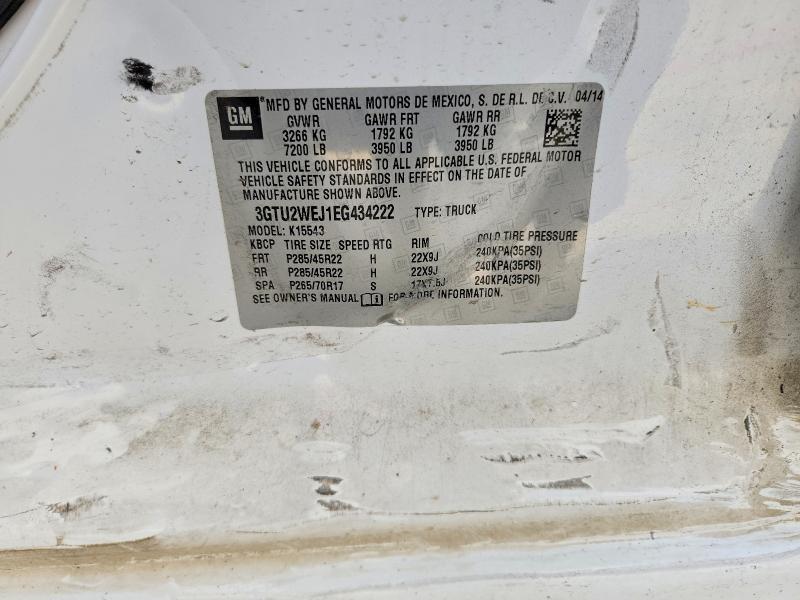 GM ® MFD BY GENERAL MOTORS DE MEXICO, S. DE R.L. DE C.V. 04/14
GVWR GAWR FRT GAWR RR
3266 KG 1792 KG 1792 KG
7200 LB 3950 LB 3950 LB
THIS VEHICLE CONFORMS TO ALL APPLICABLE U.S. FEDERAL MOTOR
VEHICLE SAFETY STANDARDS IN EFFECT ON THE DATE OF
MANUFACTURE SHOWN ABOVE.
3GTU2WEJ1EG434222 TYPE: TRUCK
MODEL: K15543
KBCP TIRE SIZE SPEED RTG RIM COLD TIRE PRESSURE
FRT P285/45R22 H 22X9J 240KPA(35PSI)
RR P285/45R22 H 22X9J 240KPA(35PSI)
SPA P265/70R17 S 17X7.5J 240KPA(35PSI)
SEE OWNER'S MANUAL FOR MORE INFORMATION.